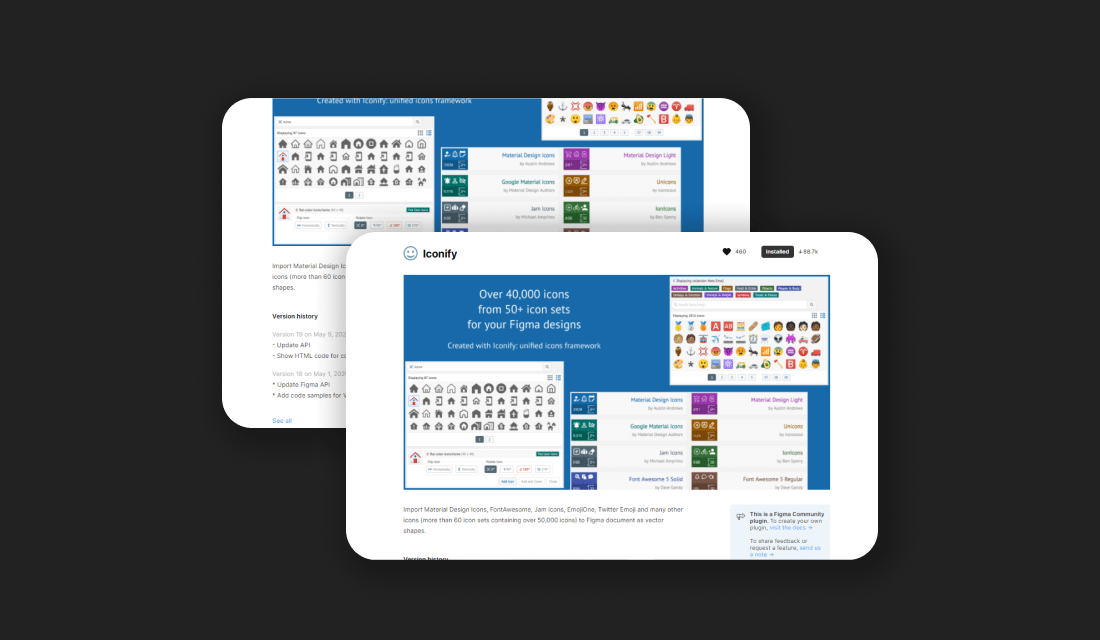 Created with Iconify: unified icons framework
Displaying 87 icons
Material Design Icons
by Austin Andrews
Material Design Light
by Austin Andrews
Google Material Icons
by Material Design Authors
Unicons
by Iconscout
Jam Icons
by Michael Amprimo
IonIcons
by Ben Sperry
Import Material Design Ic
icons (more than 60 icon
shapes.
Version history
Version 19 on May 9, 202
- Update API
- Show HTML code for co
Version 18 on May 1, 202
* Update Figma API
* Add code samples for V
See all
Iconify
460
Installed
88.7k
Over 40,000 icons
from 50+ icon sets
for your Figma designs
Created with Iconify: unified icons framework
Displaying 87 icons
Material Design Icons
by Austin Andrews
Material Design Light
by Austin Andrews
Google Material Icons
by Material Design Authors
Unicons
by Iconscout
Jam Icons
by Michael Amprimo
IonIcons
by Ben Sperry
Font Awesome 5 Solid
by Dave Gandy
Font Awesome 5 Regular
by Dave Gandy
Import Material Design Icons, FontAwesome, Jam Icons, EmojiOne, Twitter Emoji and many other
icons (more than 60 icon sets containing over 50,000 icons) to Figma document as vector
shapes.
Version history
This is a Figma Community
plugin. To create your own
plugin, visit the docs →
To share feedback or
request a feature, send us
a note →